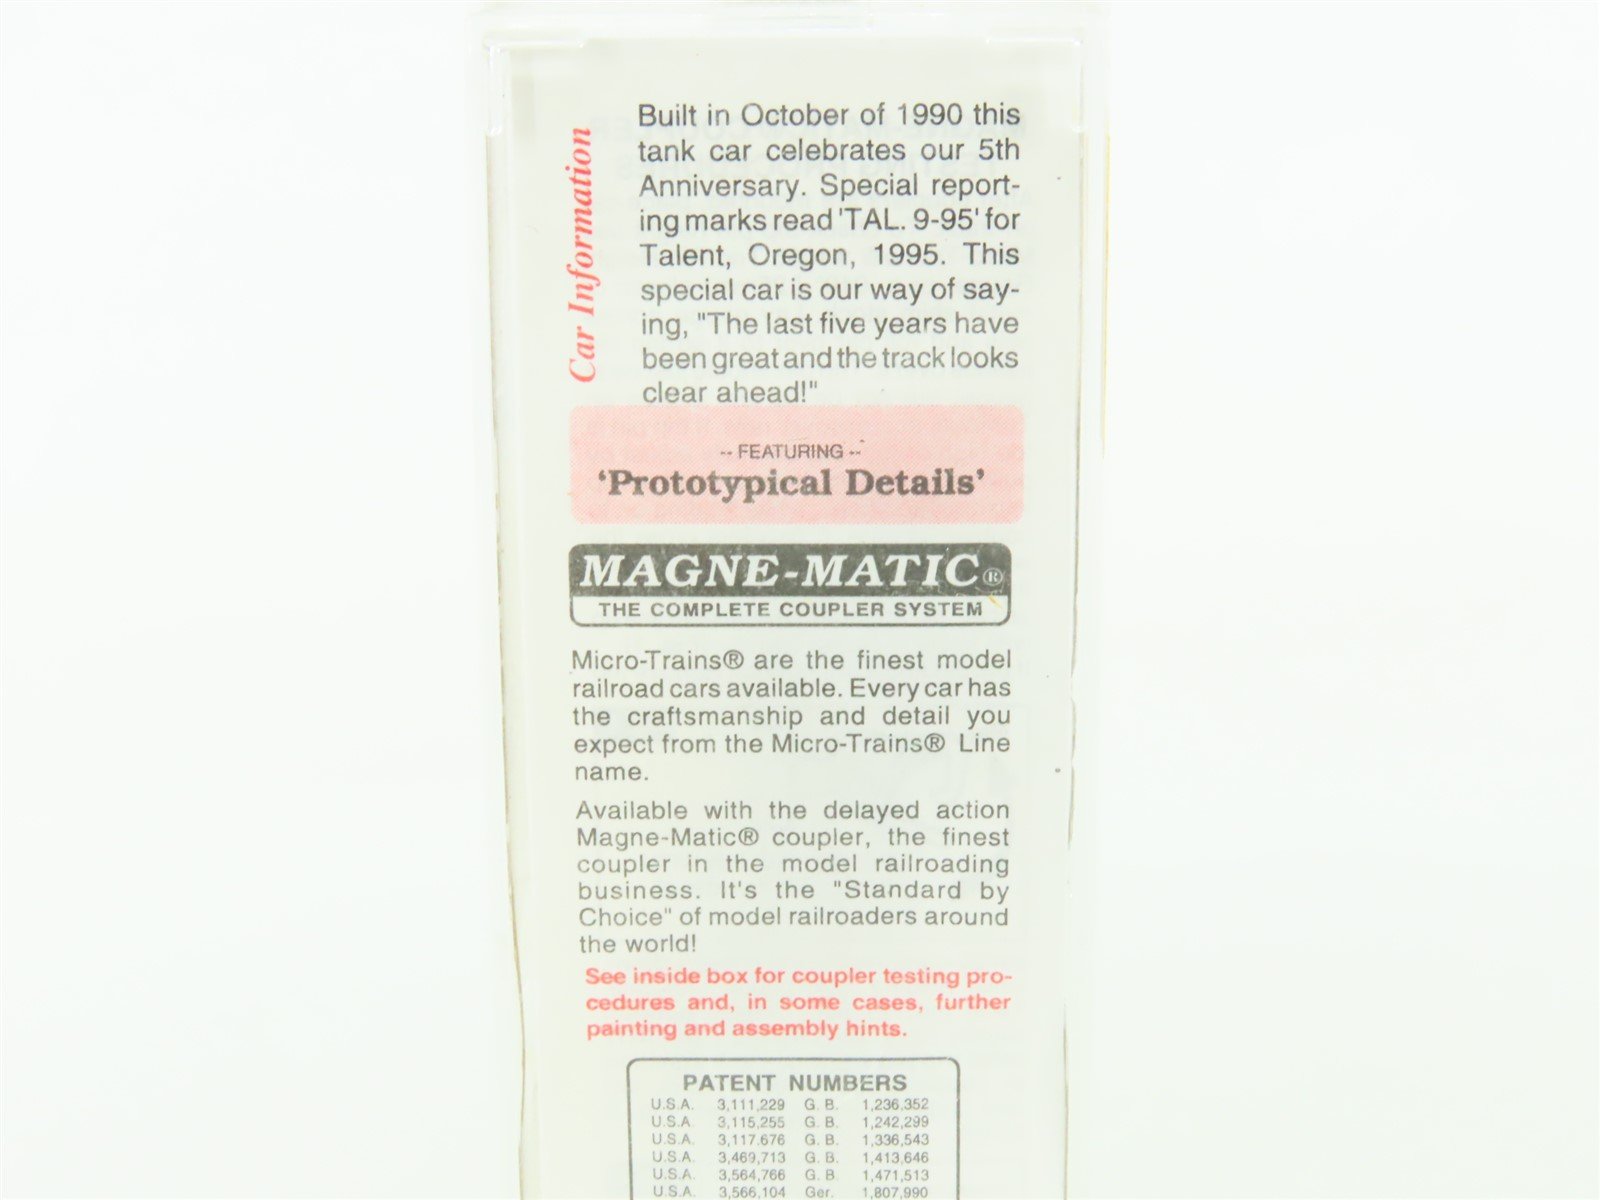 Car Information
Built in October of 1990 this
tank car celebrates our 5th
Anniversary. Special report-
ing marks read 'TAL. 9-95' for
Talent, Oregon, 1995. This
special car is our way of say-
ing, "The last five years have
been great and the track looks
clear ahead!"
-- FEATURING --
‘Prototypical Details’
MAGNE-MATIC®
THE COMPLETE COUPLER SYSTEM
Micro-Trains® are the finest model
railroad cars available. Every car has
the craftsmanship and detail you
expect from the Micro-Trains® Line
name.
Available with the delayed action
Magne-Matic® coupler, the finest
coupler in the model railroading
business. It's the "Standard by
Choice" of model railroaders around
the world!
See inside box for coupler testing pro-
cedures and, in some cases, further
painting and assembly hints.
PATENT NUMBERS
U.S.A. 3,111,229 G. B. 1,236,352
U.S.A 3,115,255 G. B. 1,242,299
U.S.A. 3,117.676 G. B. 1,336,543
U.S.A. 3,469,713 G. B. 1,413,646
U.S.A. 3,564,766 G. B 1,471,513
U.S.A. 3,566,104 Ger. 1,807,990